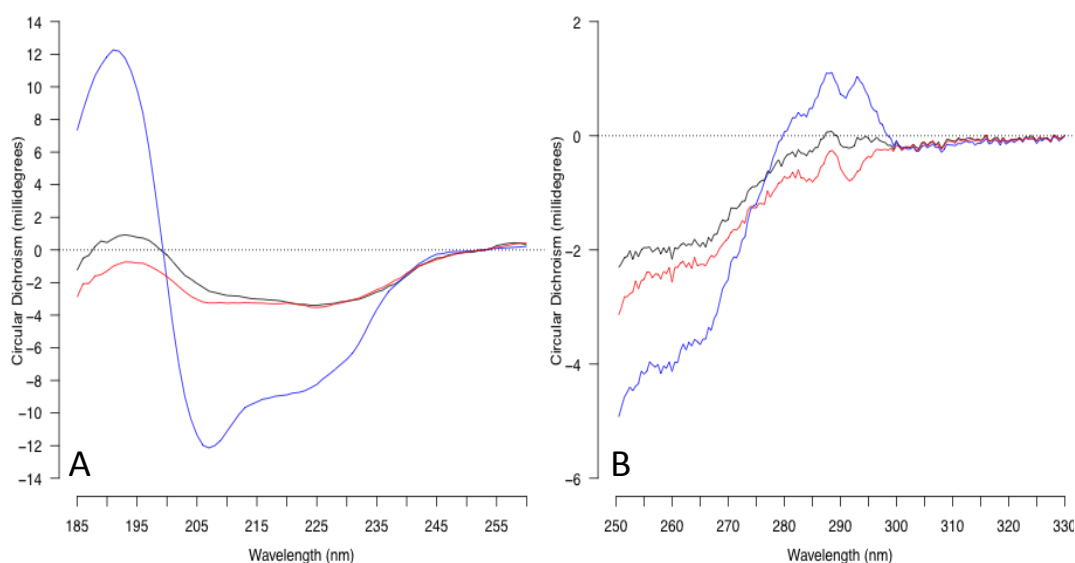 14
12
10
8
6
4
2
0
−2
−4
−6
−8
−10
−12
−14
Circular Dichroism (millidegrees)
A
185 195 205 215 225 235 245 255
Wavelength (nm)
2
0
−2
−4
−6
Circular Dichroism (millidegrees)
B
250 260 270 280 290 300 310 320 330
Wavelength (nm)